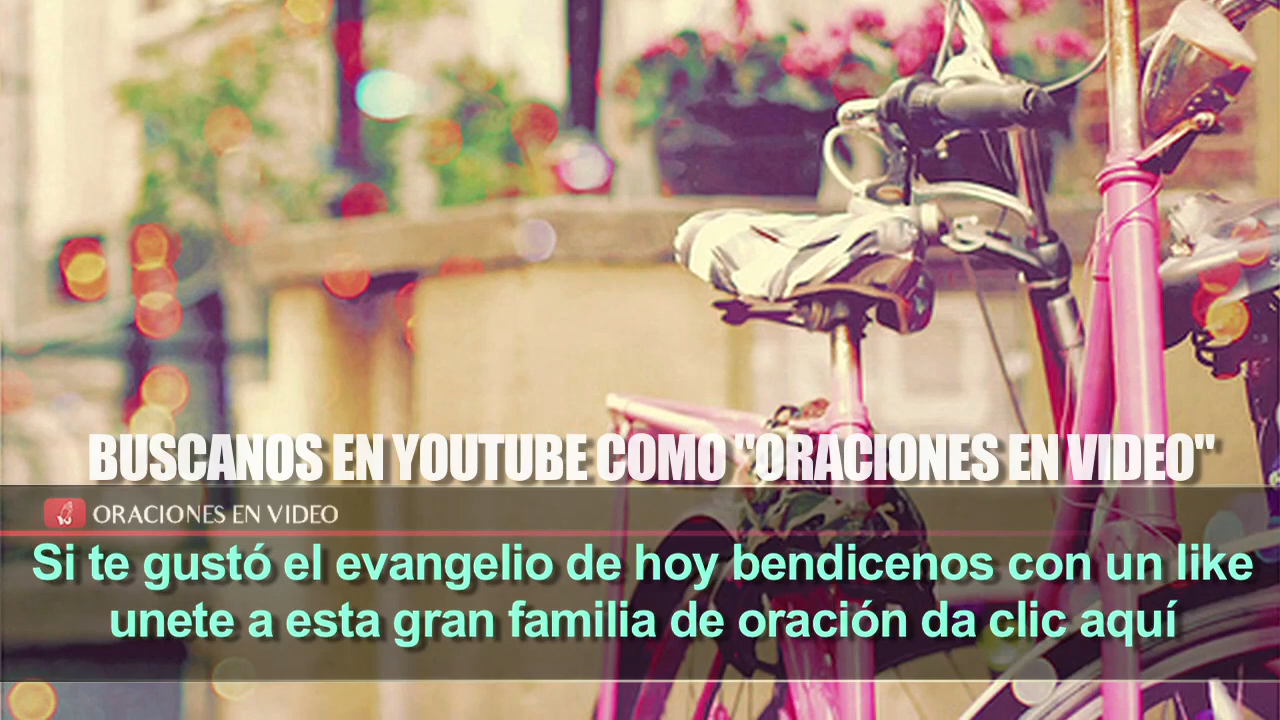 BUSCANOS EN YOUTUBE COMO "ORACIONES EN VIDEO"
ORACIONES EN VIDEO
Si te gustó el evangelio de hoy bendicenos con un like
unete a esta gran familia de oración da clic aquí